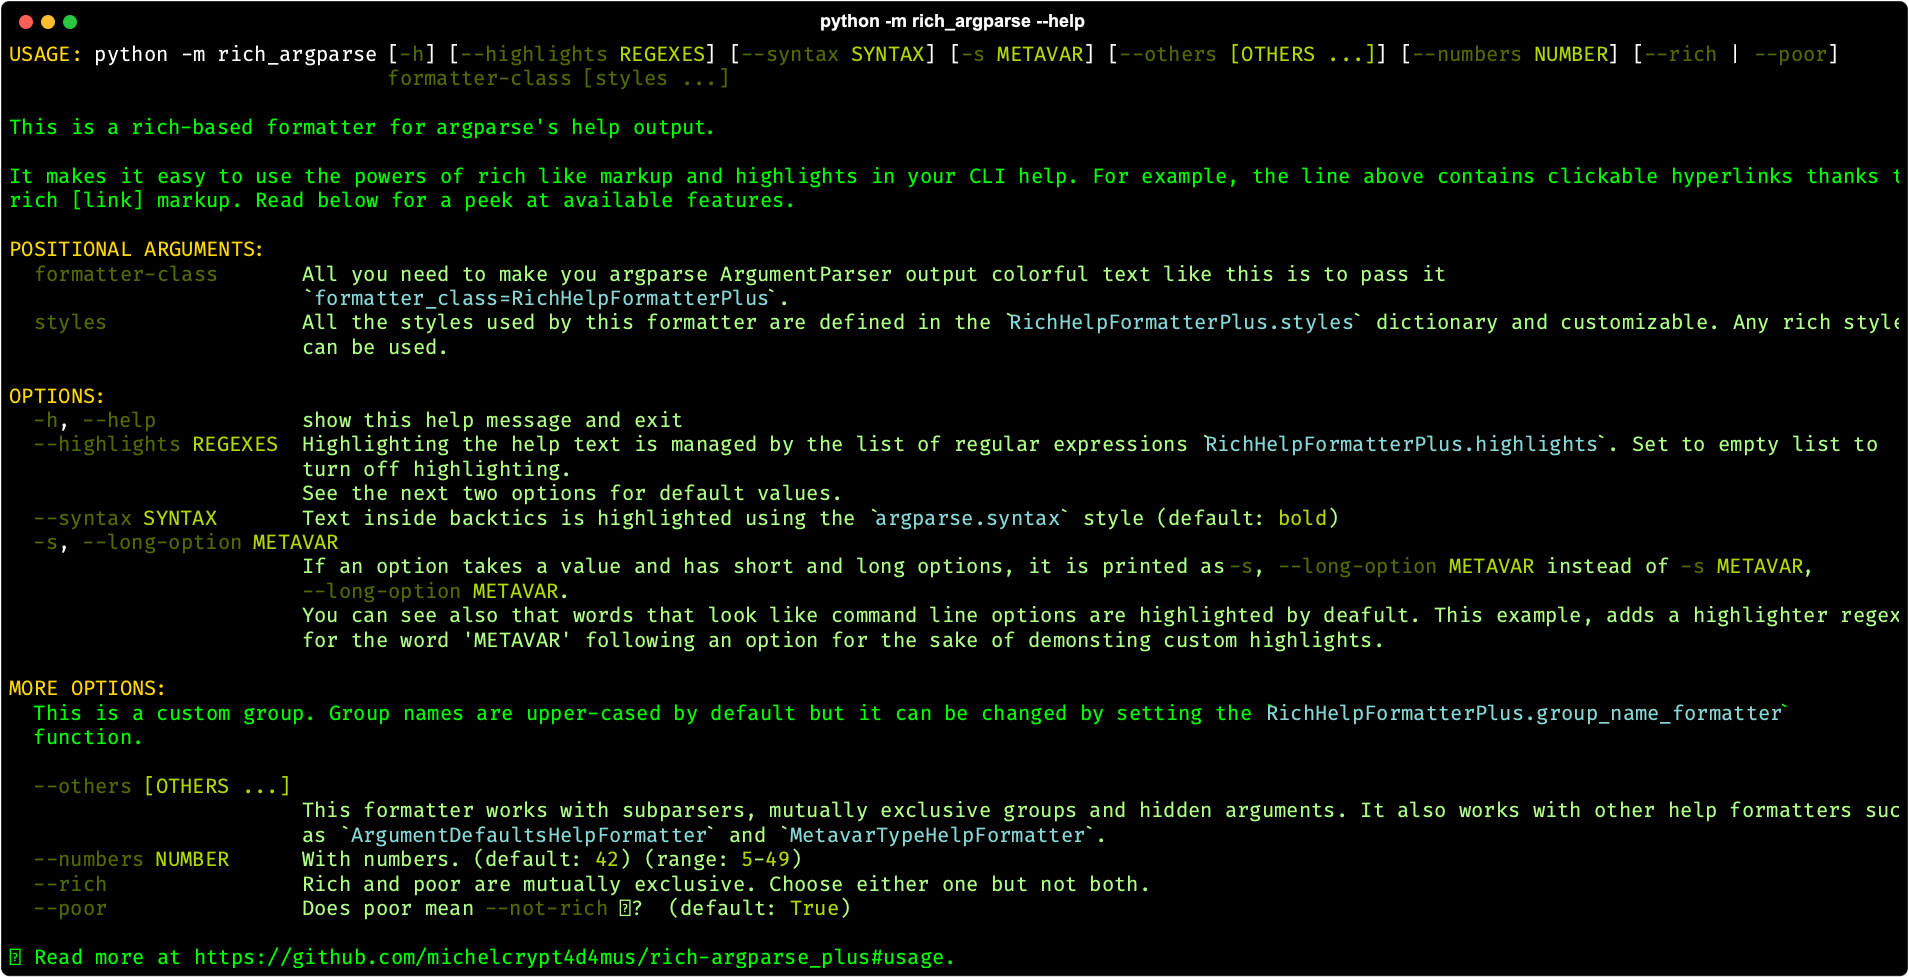 python -m rich_argparse --help
USAGE: python -m rich_argparse [-h] [--highlights REGEXES] [--syntax SYNTAX] [-s METAVAR] [--others [OTHERS ...]] [--numbers NUMBER] [--rich | --poor]
formatter-class [styles ...]
This is a rich-based formatter for argparse's help output.
It makes it easy to use the powers of rich like markup and highlights in your CLI help. For example, the line above contains clickable hyperlinks thanks t
rich [link] markup. Read below for a peek at available features.
POSITIONAL ARGUMENTS:
formatter-class All you need to make you argparse ArgumentParser output colorful text like this is to pass it
`formatter_class=RichHelpFormatterPlus`.
styles All the styles used by this formatter are defined in the `RichHelpFormatterPlus.styles` dictionary and customizable. Any rich style
can be used.
OPTIONS:
-h, --help show this help message and exit
--highlights REGEXES Highlighting the help text is managed by the list of regular expressions `RichHelpFormatterPlus.highlights`. Set to empty list to
turn off highlighting.
See the next two options for default values.
--syntax SYNTAX Text inside backtics is highlighted using the `argparse.syntax` style (default: bold)
-s, --long-option METAVAR
If an option takes a value and has short and long options, it is printed as -s, --long-option METAVAR instead of -s METAVAR,
--long-option METAVAR.
You can see also that words that look like command line options are highlighted by deafult. This example, adds a highlighter regex
for the word 'METAVAR' following an option for the sake of demonsting custom highlights.
MORE OPTIONS:
This is a custom group. Group names are upper-cased by default but it can be changed by setting the RichHelpFormatterPlus.group_name_formatter`
function.
--others [OTHERS ...]
This formatter works with subparsers, mutually exclusive groups and hidden arguments. It also works with other help formatters suc
as `ArgumentDefaultsHelpFormatter` and `MetavarTypeHelpFormatter`.
--numbers NUMBER With numbers. (default: 42) (range: 5-49)
--rich Rich and poor are mutually exclusive. Choose either one but not both.
--poor Does poor mean --not-rich ? (default: True)
Read more at https://github.com/michelcrypt4d4mus/rich-argparse_plus#usage.